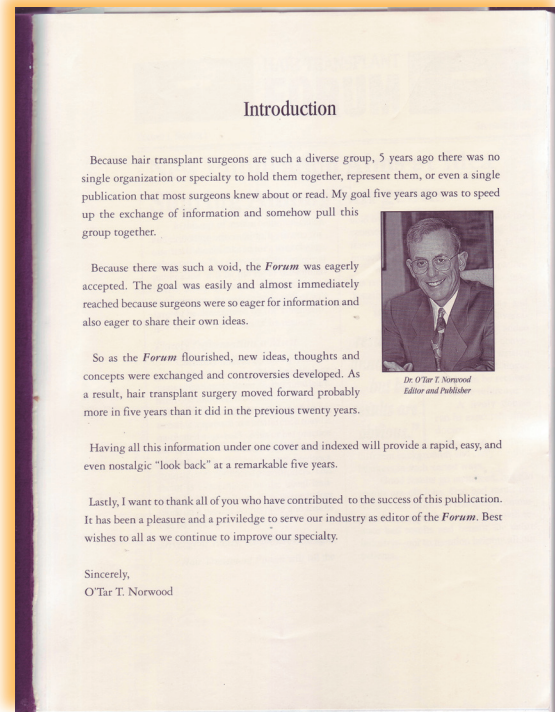 Introduction
Because hair transplant surgeons are such a diverse group, 5 years ago there was no
single organization or specialty to hold them together, represent them, or even a single
publication that most surgeons knew about or read. My goal five years ago was to speed
up the exchange of information and somehow pull this
group together.
Because there was such a void, the Forum was eagerly
accepted. The goal was easily and almost immediately
reached because surgeons were so eager for information and
also eager to share their own ideas.
So as the Forum flourished, new ideas, thoughts and
concepts were exchanged and controversies developed. As
a result, hair transplant surgery moved forward probably
more in five years than it did in the previous twenty years.
Dr. O'Tar T. Norwood
Editor and Publisher
Having all this information under one cover and indexed will provide a rapid, easy, and
even nostalgic "look back" at a remarkable five years.
Lastly, I want to thank all of you who have contributed to the success of this publication.
It has been a pleasure and a priviledge to serve our industry as editor of the Forum. Best
wishes to all as we continue to improve our specialty.
Sincerely,
O'Tar T. Norwood